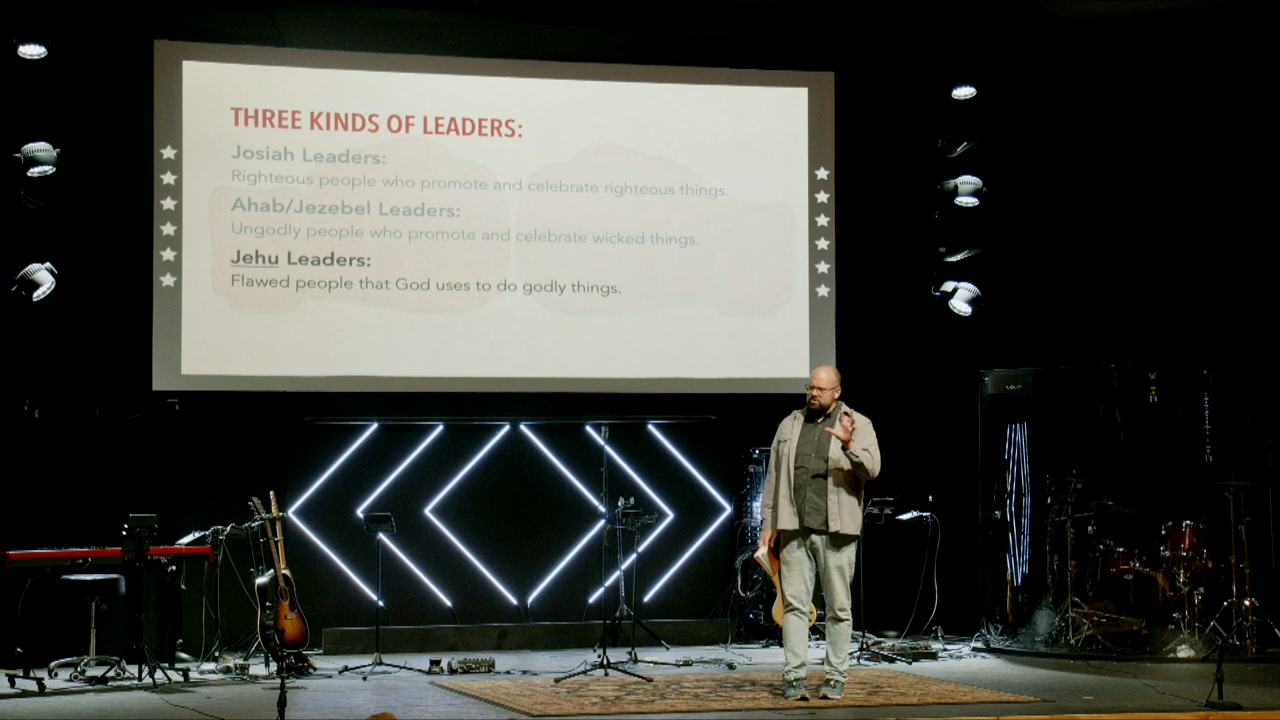 THREE KINDS OF LEADERS:
Josiah Leaders:
Righteous people who promote and celebrate righteous things.
Ahab/Jezebel Leaders:
Ungodly people who promote and celebrate wicked things.
Jehu Leaders:
Flawed people that God uses to do godly things.